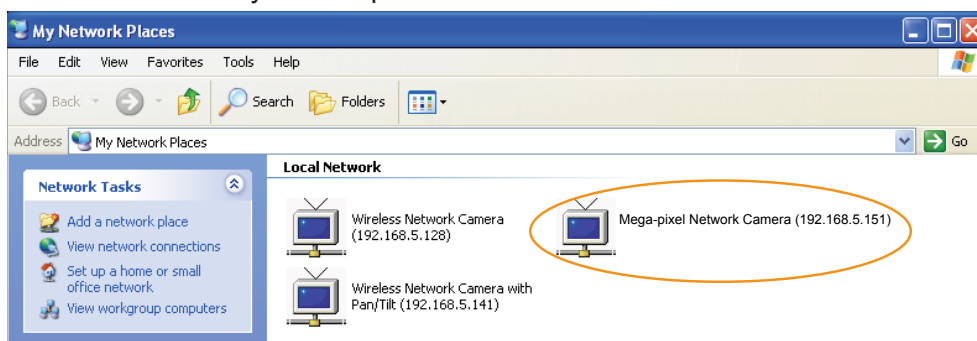 My Network Places
File Edit View Favorites Tools Help
Back Search Folders
Address My Network Places Go
Local Network
Network Tasks
Add a network place
View network connections
Set up a home or small
office network
View workgroup computers
Wireless Network Camera
(192.168.5.128)
Mega-pixel Network Camera (192.168.5.151)
Wireless Network Camera with
Pan/Tilt (192.168.5.141)